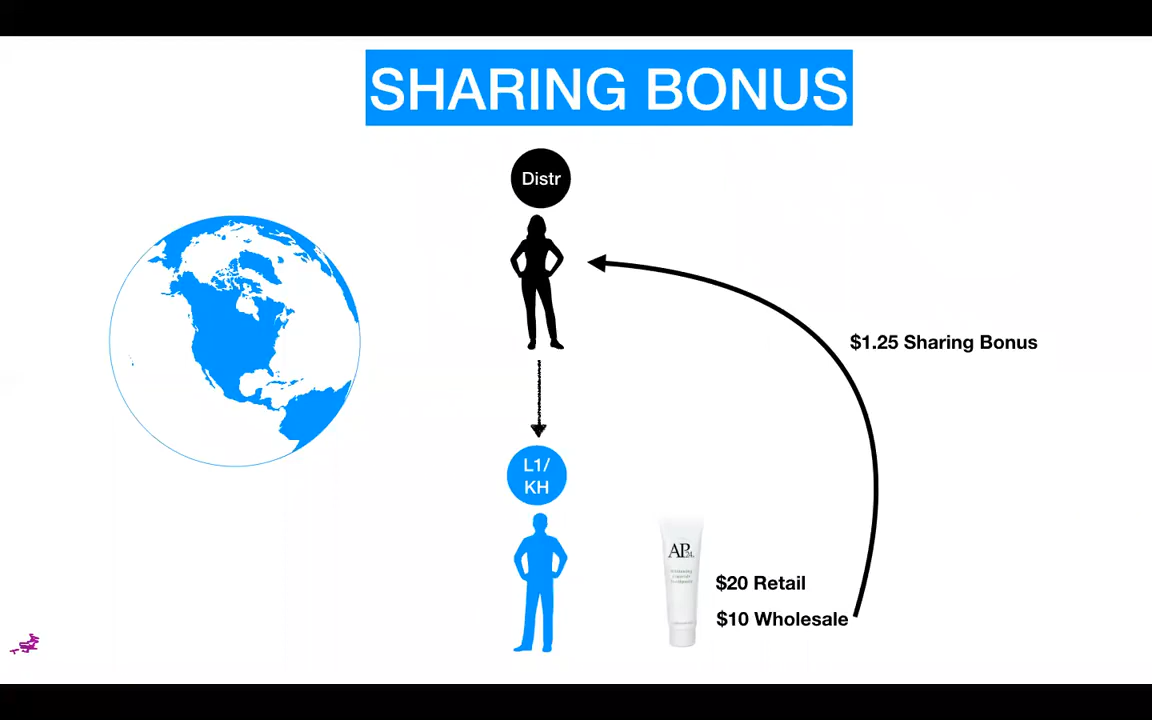 SHARING BONUS
Distr
$1.25 Sharing Bonus
L1/
KH
AP24
$20 Retail
$10 Wholesale